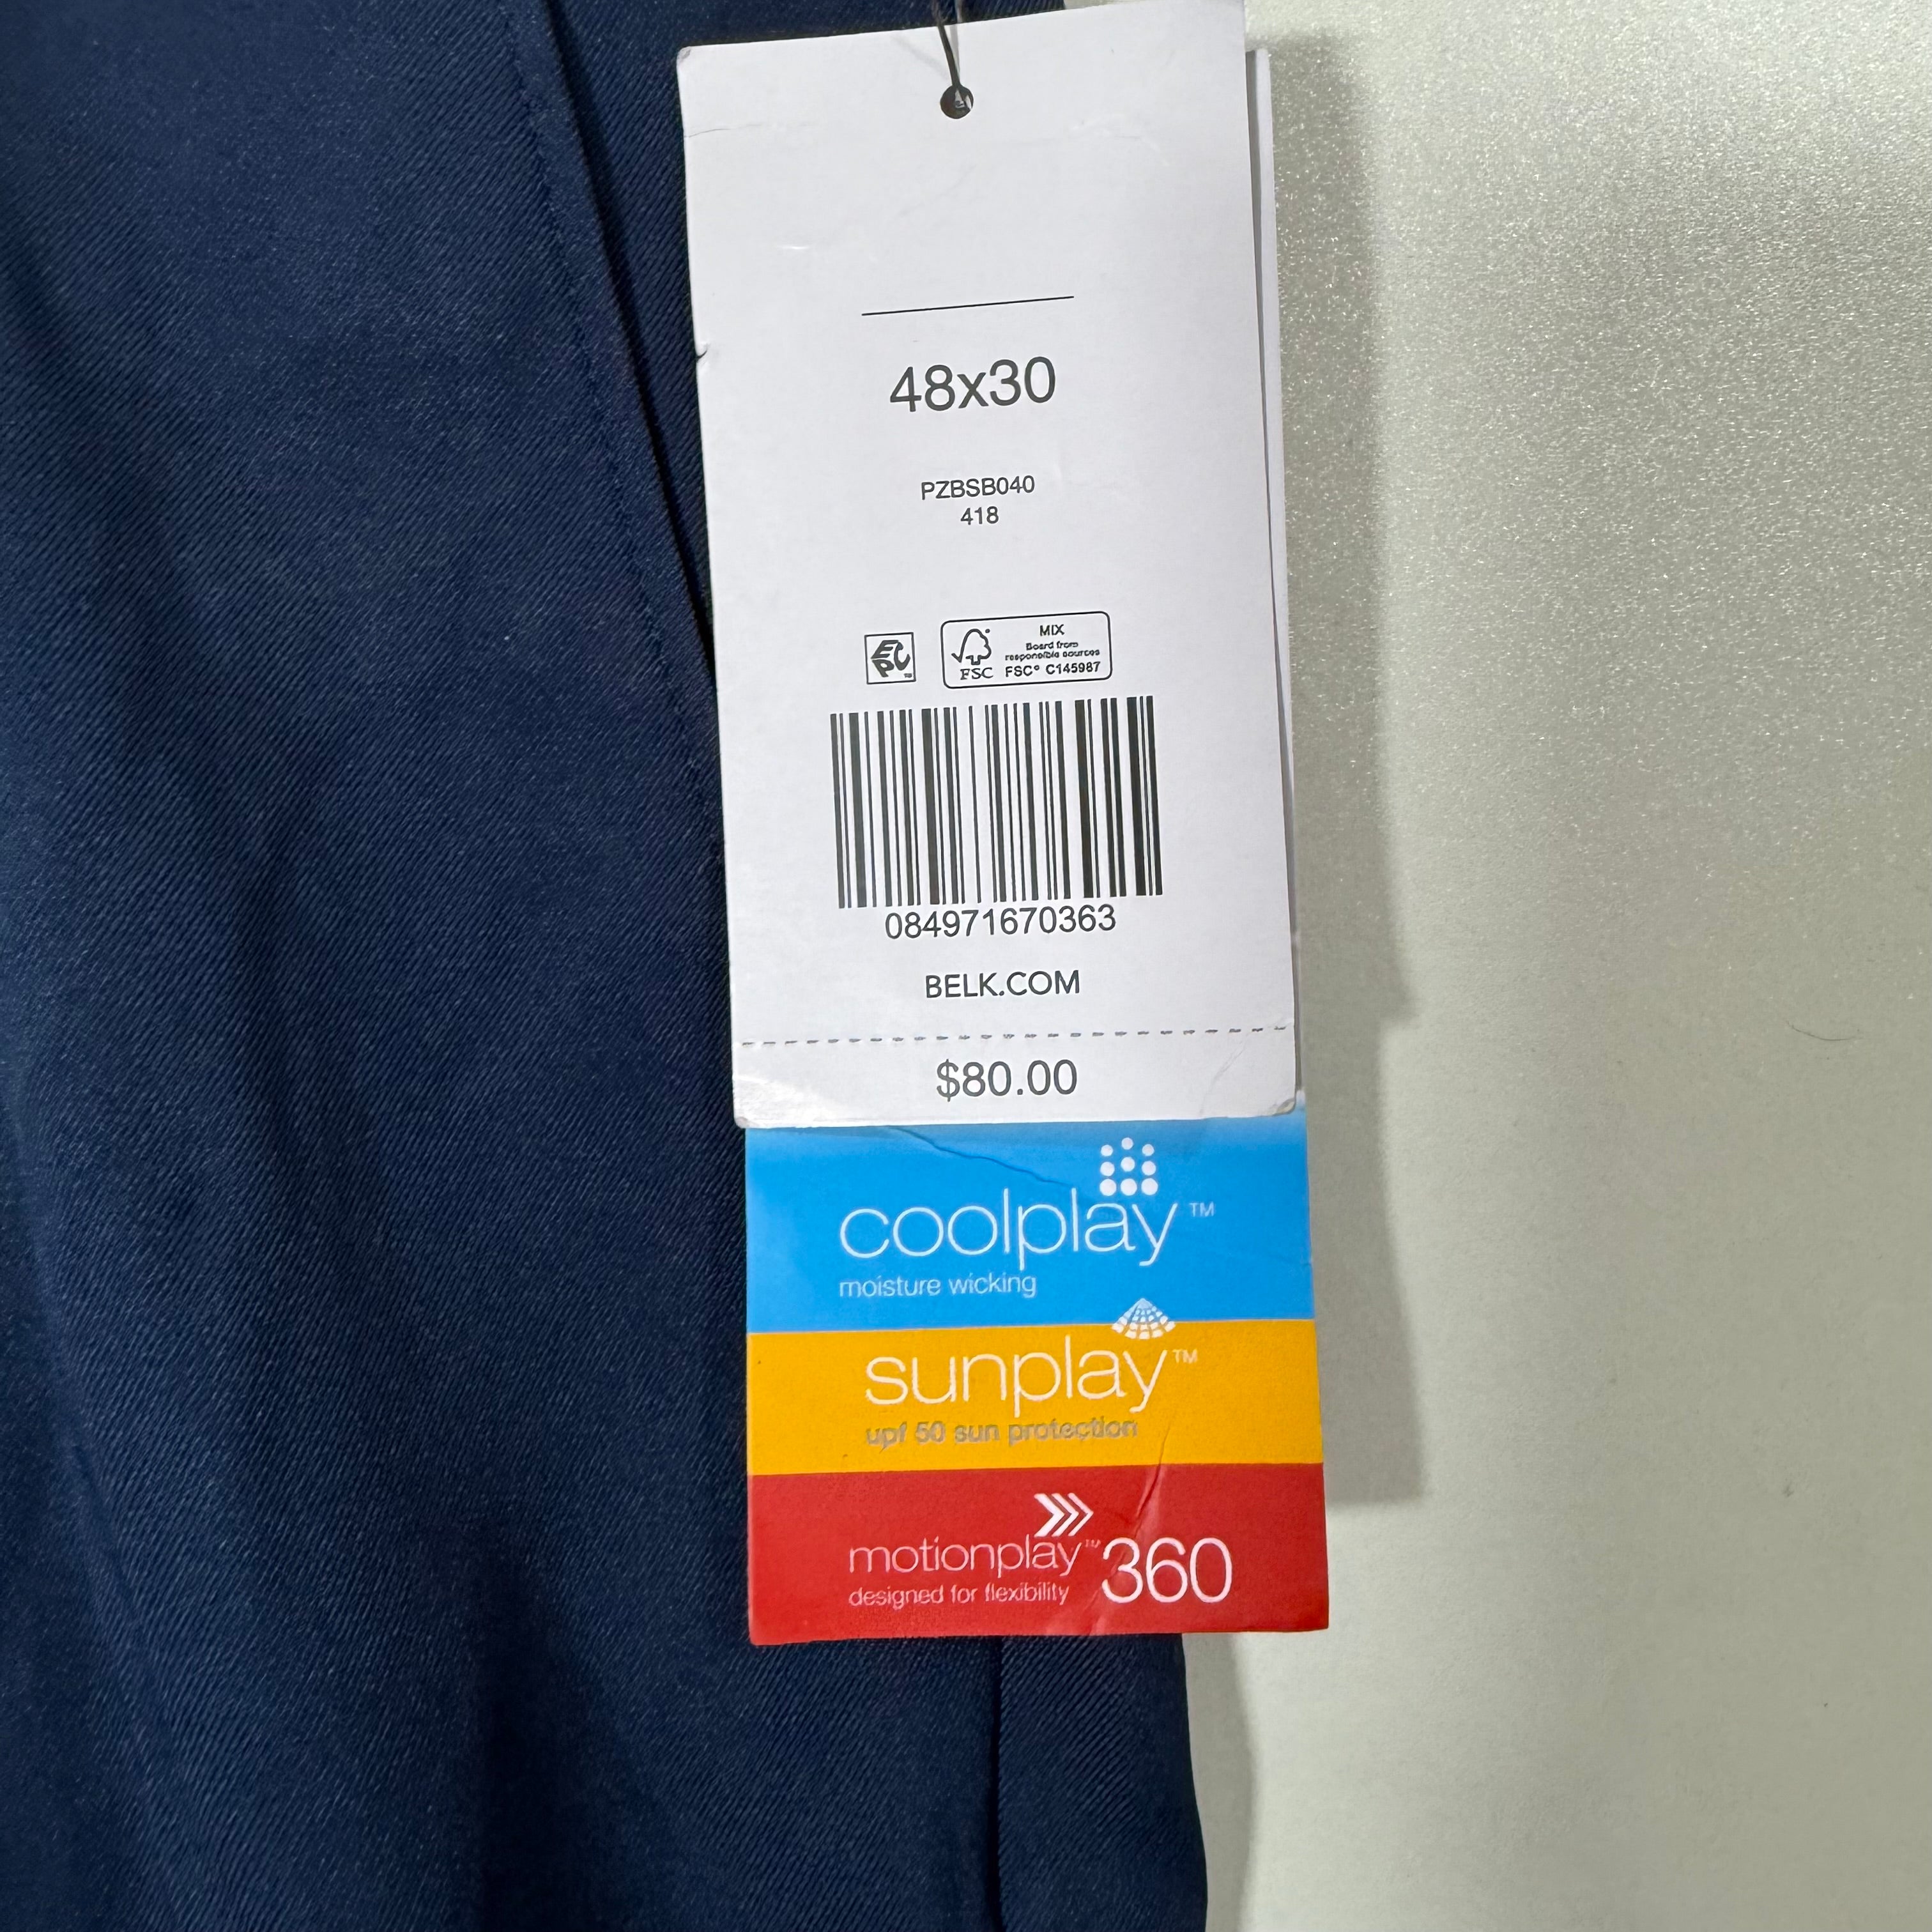 48x30
PZBSB040
418
EPC™
FSC
MIX
Board from
responsible sources
FSC® C145987
084971670363
BELK.COM
$80.00
coolplay™
moisture wicking
sunplay™
upf 50 sun protection
motionplay™ 360
designed for flexibility